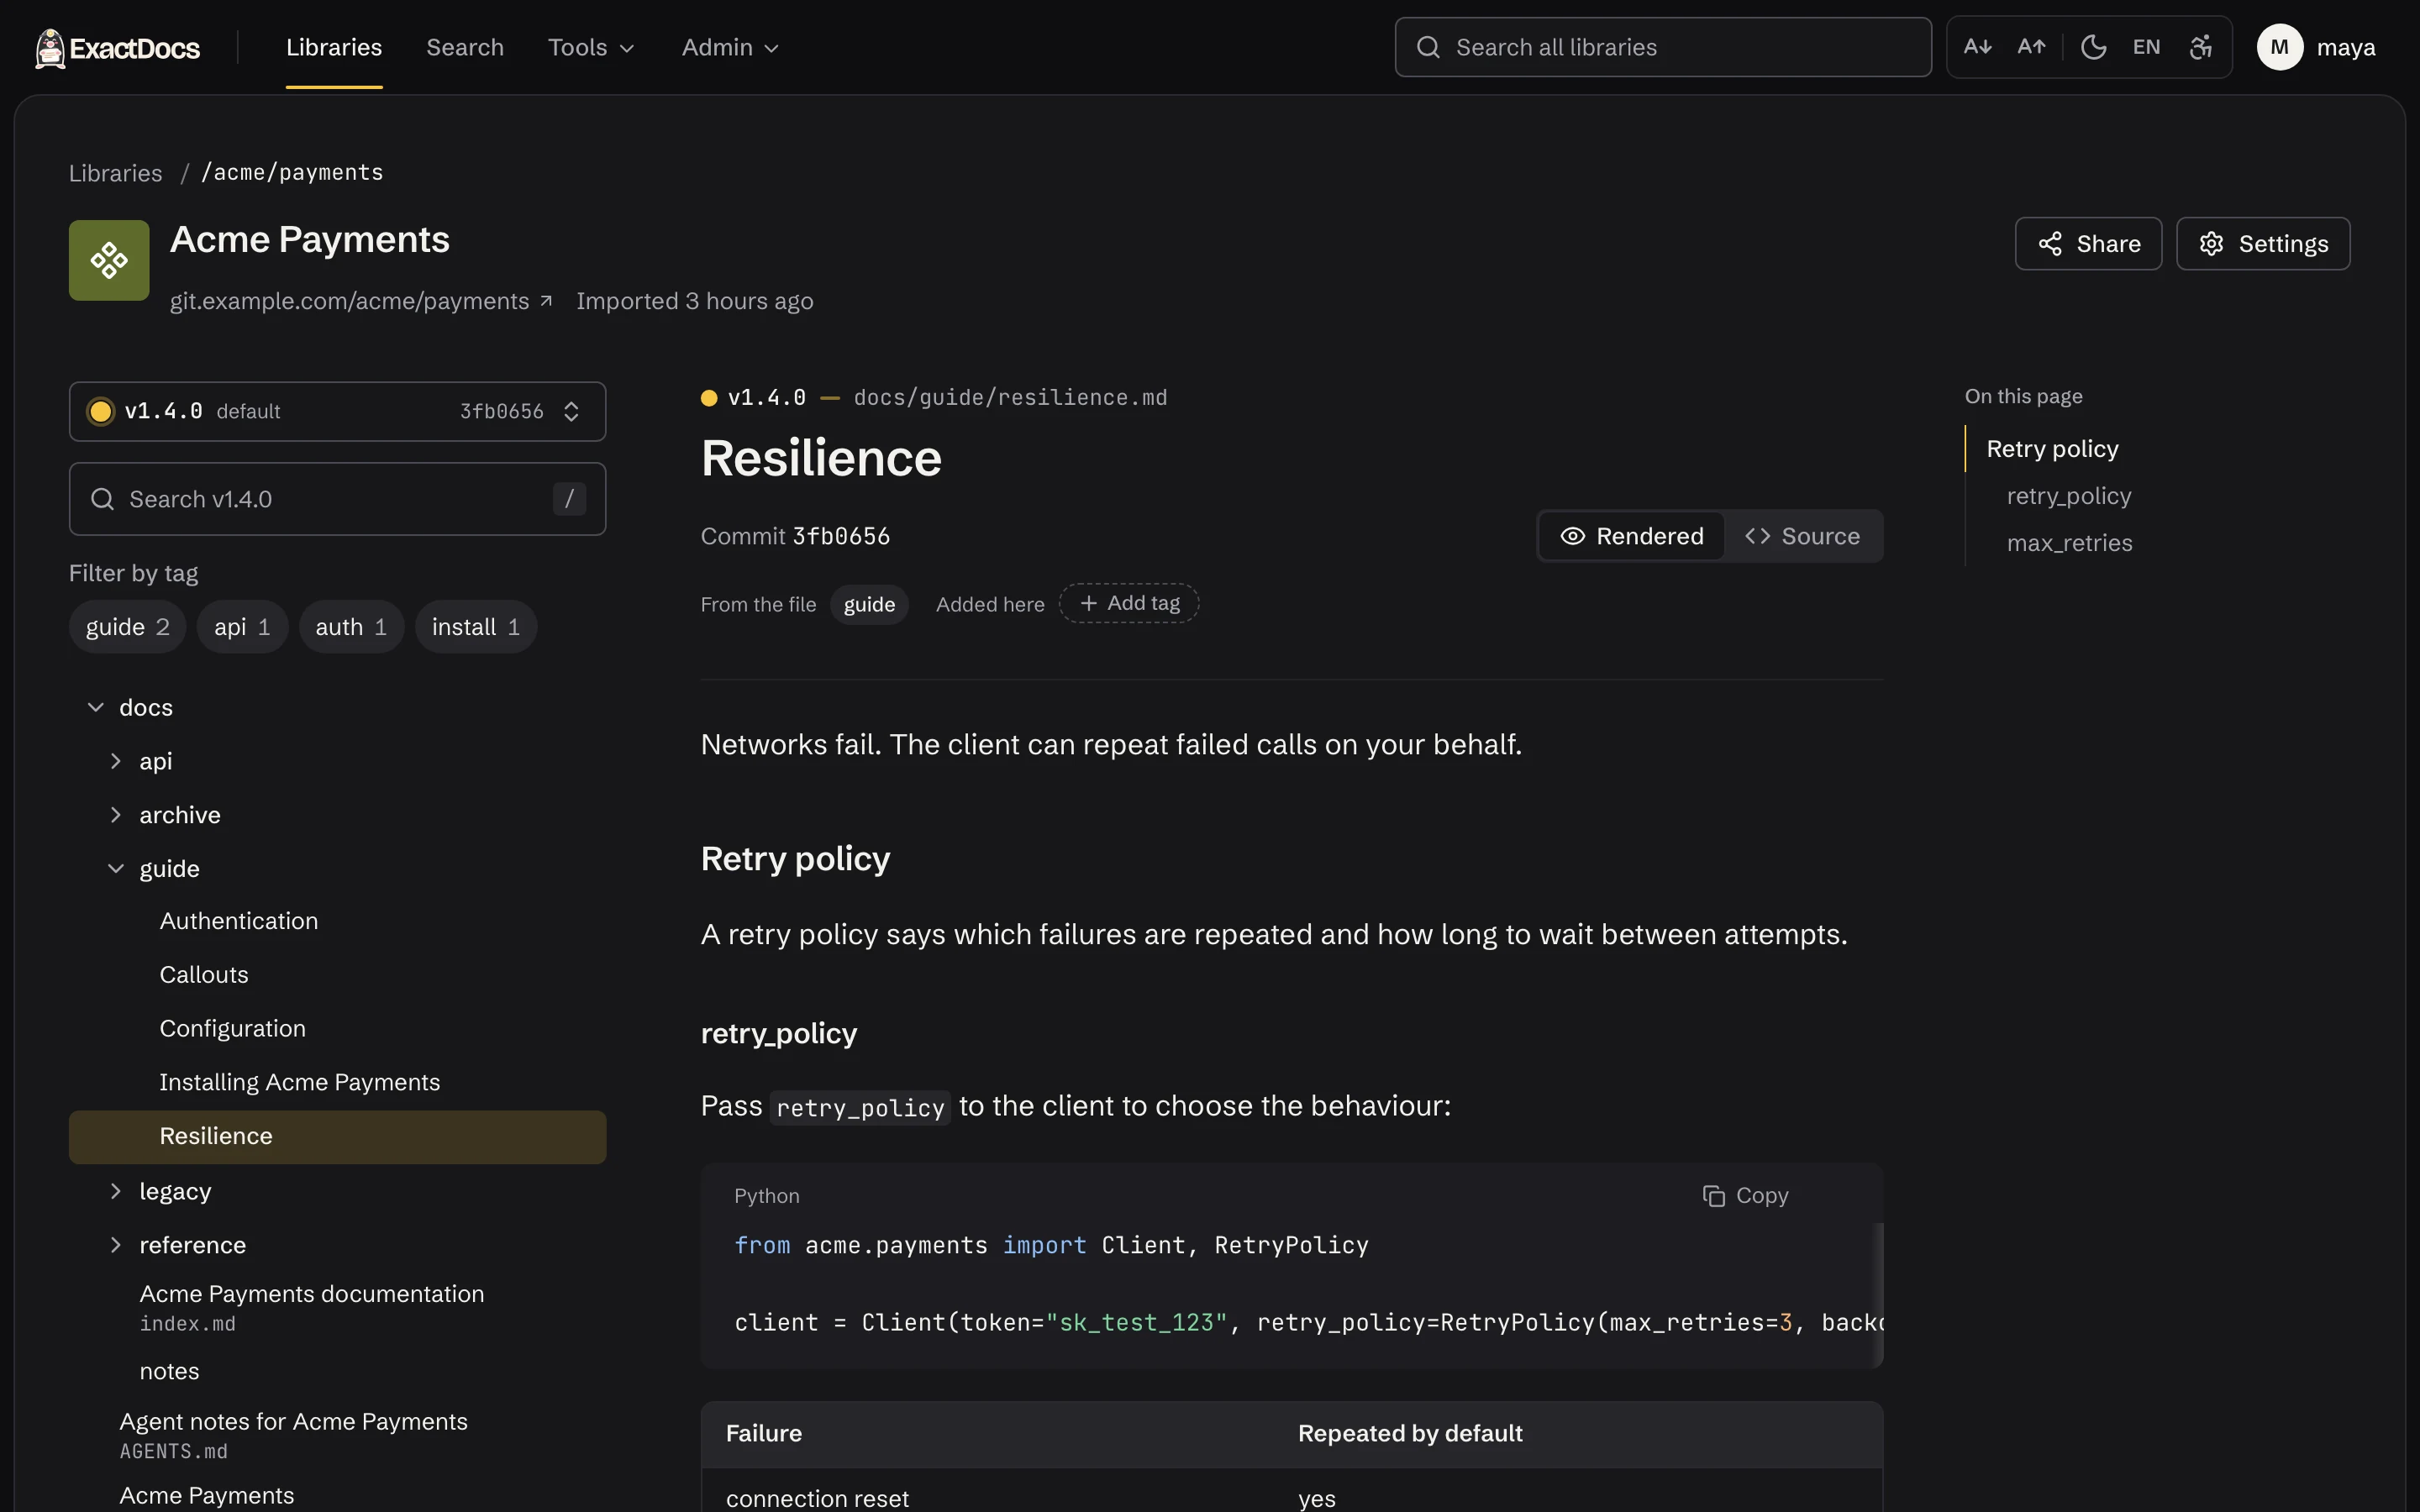 ExactDocs
Libraries
Search
Tools
Admin
Search all libraries
A
A
EN
M
maya
Libraries / /acme/payments
Acme Payments
Share
Settings
git.example.com/acme/payments ↗ Imported 3 hours ago
v1.4.0 default 3fb0656
Search v1.4.0 /
Filter by tag
guide 2
api 1
auth 1
install 1
docs
api
archive
guide
Authentication
Callouts
Configuration
Installing Acme Payments
Resilience
legacy
reference
Acme Payments documentation
index.md
notes
Agent notes for Acme Payments
AGENTS.md
Acme Payments
v1.4.0 — docs/guide/resilience.md
Resilience
Commit 3fb0656
Rendered
Source
From the file guide Added here + Add tag
Networks fail. The client can repeat failed calls on your behalf.
Retry policy
A retry policy says which failures are repeated and how long to wait between attempts.
retry_policy
Pass retry_policy to the client to choose the behaviour:
Python
Copy
from acme.payments import Client, RetryPolicy
client = Client(token="sk_test_123", retry_policy=RetryPolicy(max_retries=3,
Failure Repeated by default
connection reset yes
On this page
Retry policy
retry_policy
max_retries